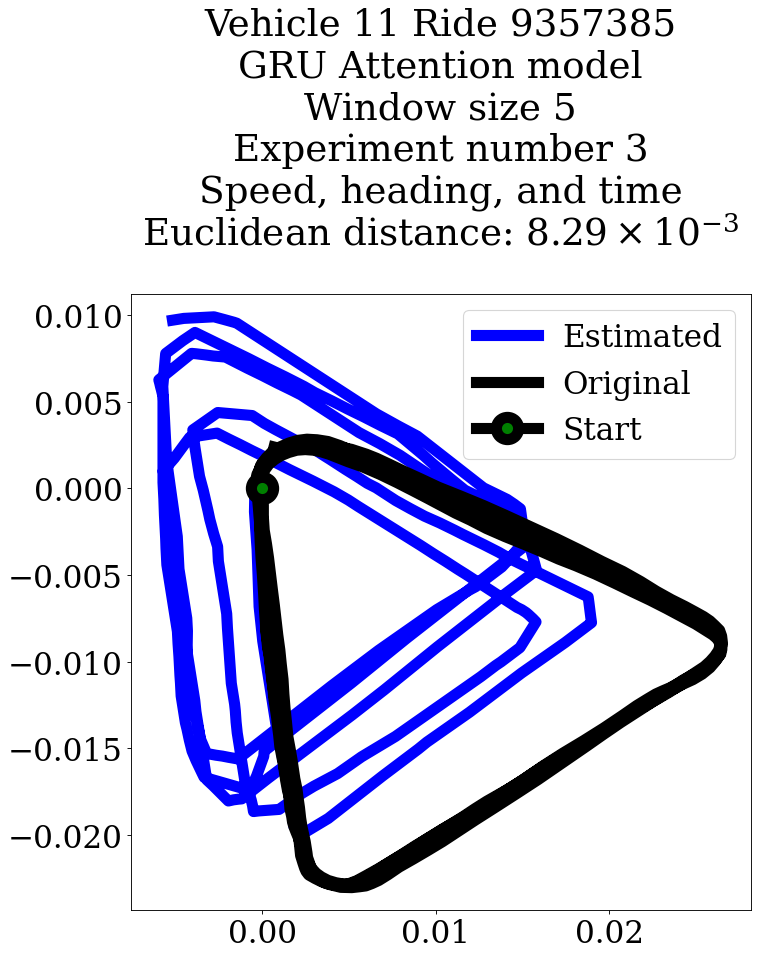 Vehicle 11 Ride 9357385
GRU Attention model
Window size 5
Experiment number 3
Speed, heading, and time
Euclidean distance: 8.29 × 10⁻³
0.010
0.005
0.000
−0.005
−0.010
−0.015
−0.020
Estimated
Original
Start
0.00 0.01 0.02